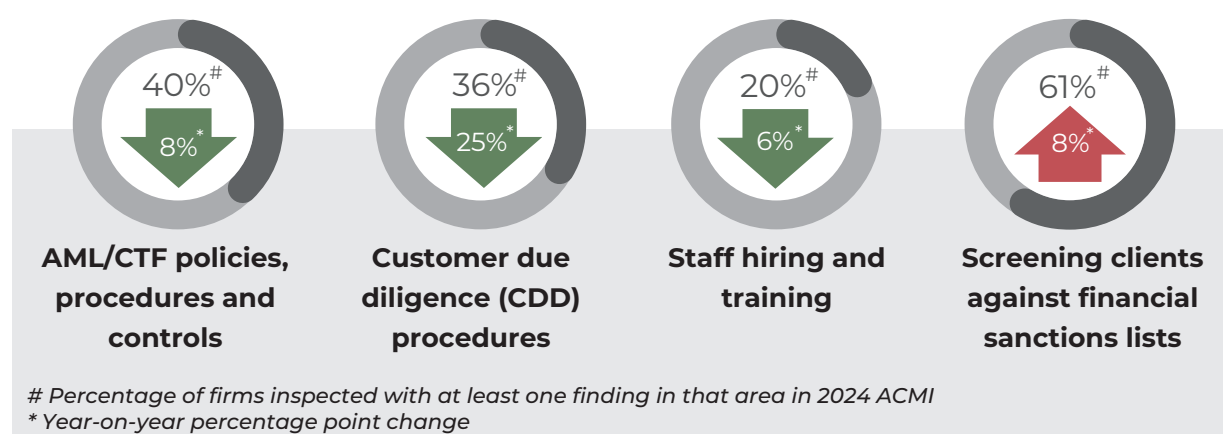 40%#
8%*
AML/CTF policies,
procedures and
controls
36%#
25%*
Customer due
diligence (CDD)
procedures
20%#
6%*
Staff hiring and
training
61%#
8%*
Screening clients
against financial
sanctions lists
# Percentage of firms inspected with at least one finding in that area in 2024 ACMI
* Year-on-year percentage point change